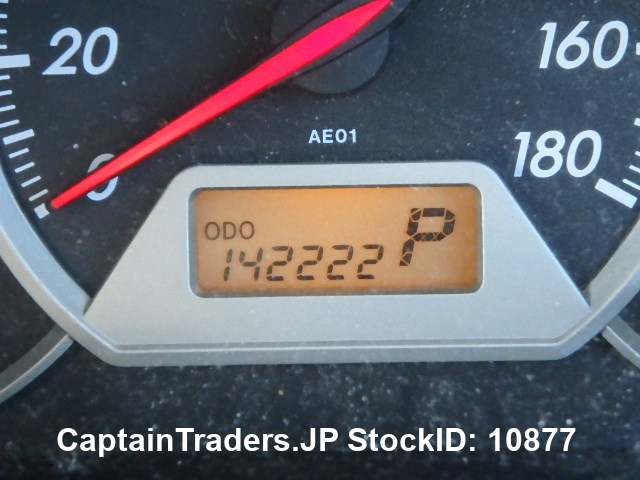 20
160
0
AE01
180
ODO
142222 P
CaptainTraders.JP StockID: 10877